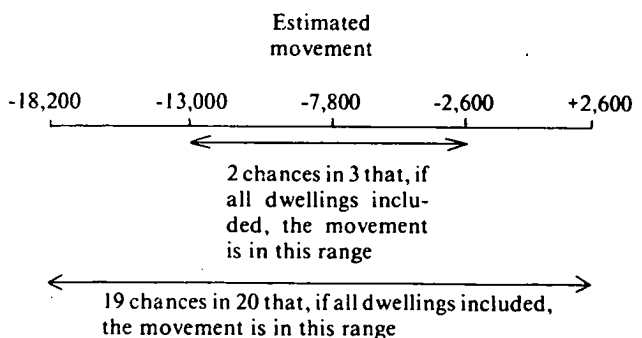 Estimated
movement
-18,200 -13,000 -7,800 -2,600 +2,600
2 chances in 3 that, if
all dwellings inclu-
ded, the movement
is in this range
19 chances in 20 that, if all dwellings included,
the movement is in this range